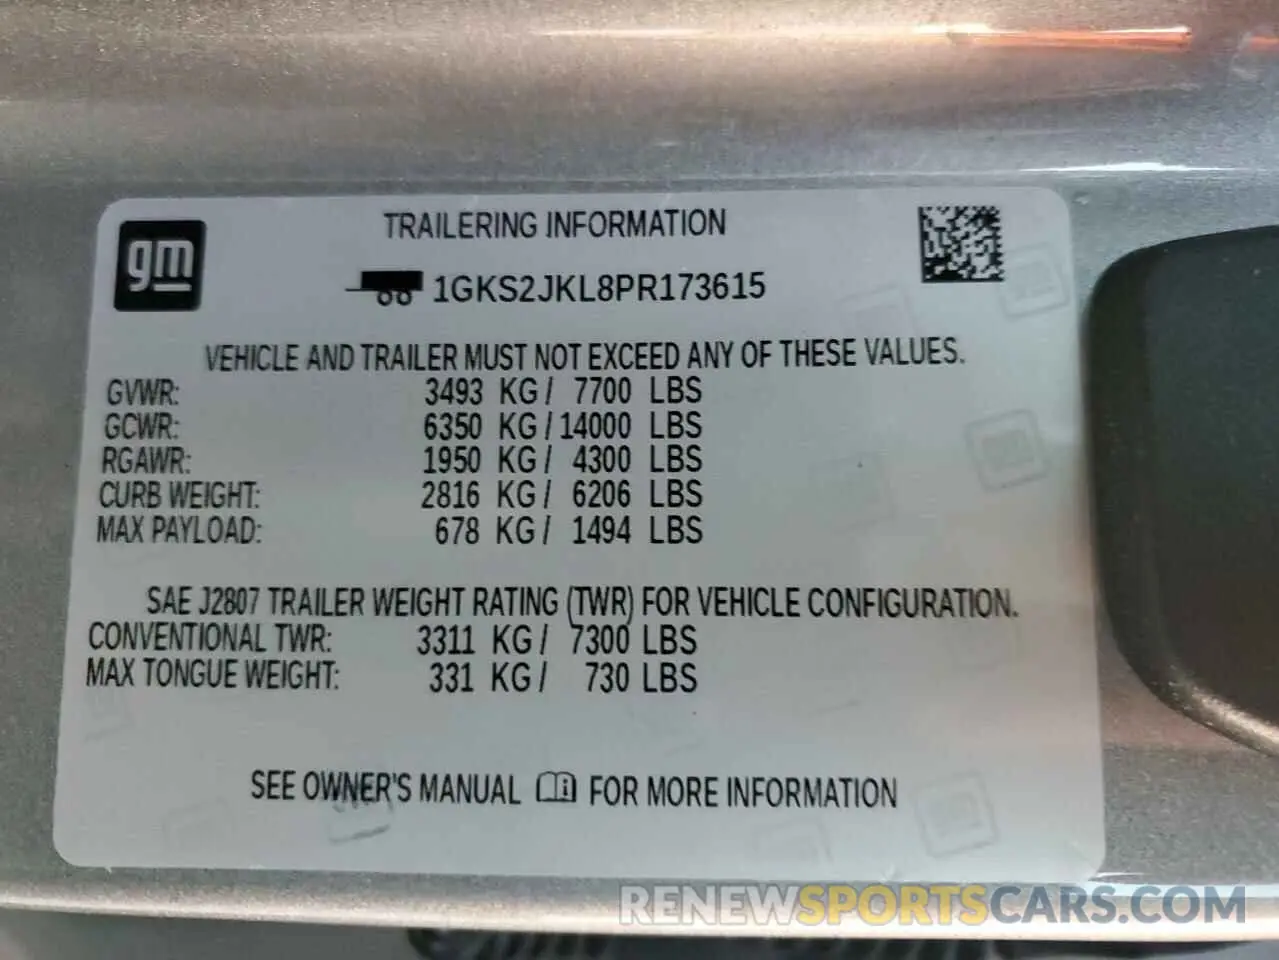 gm
TRAILERING INFORMATION
1GKS2JKL8PR173615
VEHICLE AND TRAILER MUST NOT EXCEED ANY OF THESE VALUES.
GVWR: 3493 KG / 7700 LBS
GCWR: 6350 KG / 14000 LBS
RGAWR: 1950 KG / 4300 LBS
CURB WEIGHT: 2816 KG / 6206 LBS
MAX PAYLOAD: 678 KG / 1494 LBS
SAE J2807 TRAILER WEIGHT RATING (TWR) FOR VEHICLE CONFIGURATION.
CONVENTIONAL TWR: 3311 KG / 7300 LBS
MAX TONGUE WEIGHT: 331 KG / 730 LBS
SEE OWNER'S MANUAL FOR MORE INFORMATION
RENEWSPORTSCARS.COM